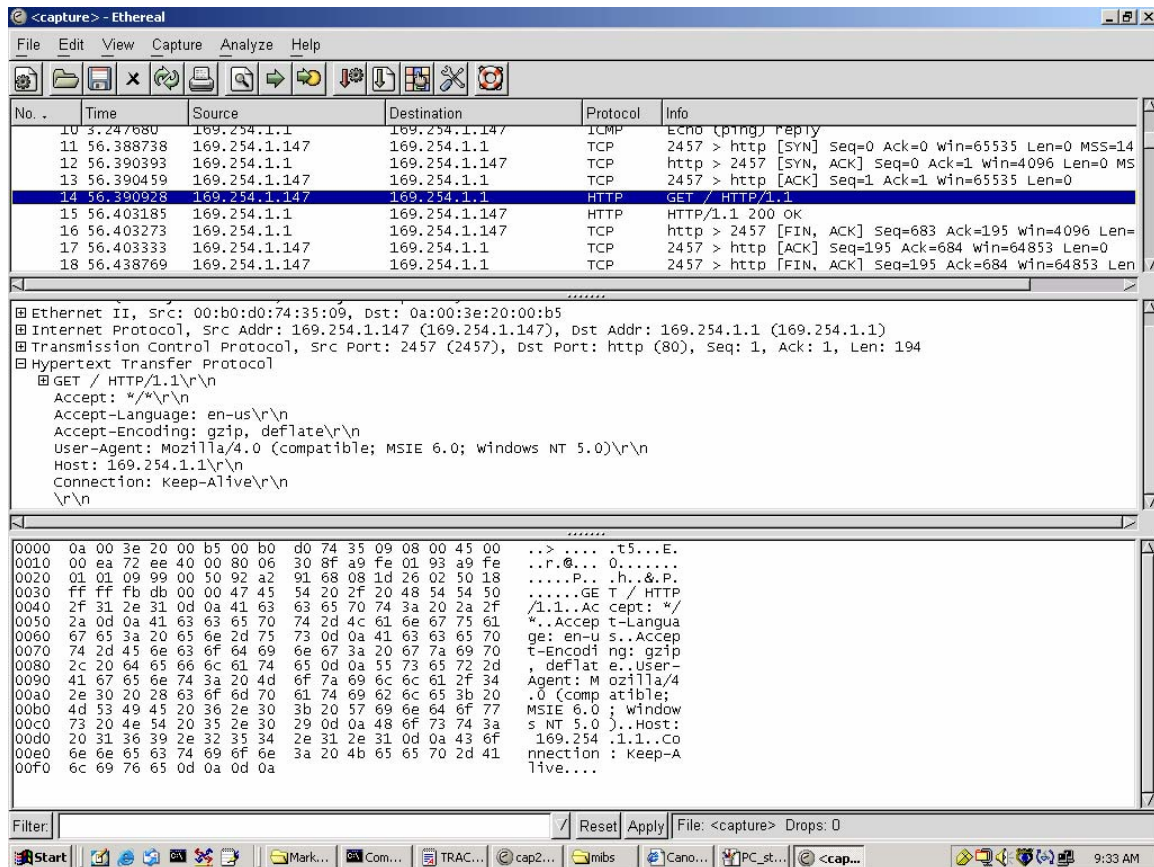 <capture> - Ethereal
File Edit View Capture Analyze Help
No. . Time Source Destination Protocol Info
10 3.247680 169.254.1.1 169.254.1.147 ICMP Echo (ping) reply
11 56.388738 169.254.1.147 169.254.1.1 TCP 2457 > http [SYN] Seq=0 Ack=0 Win=65535 Len=0 MSS=14
12 56.390393 169.254.1.1 169.254.1.147 TCP http > 2457 [SYN, ACK] Seq=0 Ack=1 Win=4096 Len=0 MS
13 56.390459 169.254.1.147 169.254.1.1 TCP 2457 > http [ACK] Seq=1 Ack=1 Win=65535 Len=0
14 56.390928 169.254.1.147 169.254.1.1 HTTP GET / HTTP/1.1
15 56.403185 169.254.1.1 169.254.1.147 HTTP HTTP/1.1 200 OK
16 56.403273 169.254.1.1 169.254.1.147 TCP http > 2457 [FIN, ACK] Seq=683 Ack=195 Win=4096 Len=
17 56.403333 169.254.1.147 169.254.1.1 TCP 2457 > http [ACK] Seq=195 Ack=684 Win=64853 Len=0
18 56.438769 169.254.1.147 169.254.1.1 TCP 2457 > http [FIN, ACK] Seq=195 Ack=684 Win=64853 Len
Ethernet II, Src: 00:b0:d0:74:35:09, Dst: 0a:00:3e:20:00:b5
Internet Protocol, Src Addr: 169.254.1.147 (169.254.1.147), Dst Addr: 169.254.1.1 (169.254.1.1)
Transmission Control Protocol, Src Port: 2457 (2457), Dst Port: http (80), Seq: 1, Ack: 1, Len: 194
Hypertext Transfer Protocol
GET / HTTP/1.1\r\n
Accept: */*\r\n
Accept-Language: en-us\r\n
Accept-Encoding: gzip, deflate\r\n
User-Agent: Mozilla/4.0 (compatible; MSIE 6.0; Windows NT 5.0)\r\n
Host: 169.254.1.1\r\n
Connection: Keep-Alive\r\n
\r\n
0000 0a 00 3e 20 00 b5 00 b0 d0 74 35 09 08 00 45 00 ..> .... .t5...E.
0010 00 ea 72 ee 40 00 80 06 30 8f a9 fe 01 93 a9 fe ..r.@... 0.......
0020 01 01 09 99 00 50 92 a2 91 68 08 1d 26 02 50 18 .....P.. .h..&.P.
0030 ff ff fb db 00 00 47 45 54 20 2f 20 48 54 54 50 ......GE T / HTTP
0040 2f 31 2e 31 0d 0a 41 63 63 65 70 74 3a 20 2a 2f /1.1..Ac cept: */
0050 2a 0d 0a 41 63 63 65 70 74 2d 4c 61 6e 67 75 61 *..Accep t-Langua
0060 67 65 3a 20 65 6e 2d 75 73 0d 0a 41 63 63 65 70 ge: en-u s..Accep
0070 74 2d 45 6e 63 6f 64 69 6e 67 3a 20 67 7a 69 70 t-Encodi ng: gzip
0080 2c 20 64 65 66 6c 61 74 65 0d 0a 55 73 65 72 2d , deflat e..User-
0090 41 67 65 6e 74 3a 20 4d 6f 7a 69 6c 6c 61 2f 34 Agent: M ozilla/4
00a0 2e 30 20 28 63 6f 6d 70 61 74 69 62 6c 65 3b 20 .0 (comp atible;
00b0 4d 53 49 45 20 36 2e 30 3b 20 57 69 6e 64 6f 77 MSIE 6.0 ; Window
00c0 73 20 4e 54 20 35 2e 30 29 0d 0a 48 6f 73 74 3a s NT 5.0 )..Host:
00d0 20 31 36 39 2e 32 35 34 2e 31 2e 31 0d 0a 43 6f 169.254 .1.1..Co
00e0 6e 6e 65 63 74 69 6f 6e 3a 20 4b 65 65 70 2d 41 nnection : Keep-A
00f0 6c 69 76 65 0d 0a 0d 0a live....
Filter: Reset Apply File: <capture> Drops: 0
Start Mark... Com... TRAC... cap2... mibs Cano... PC_st... <cap... 9:33 AM